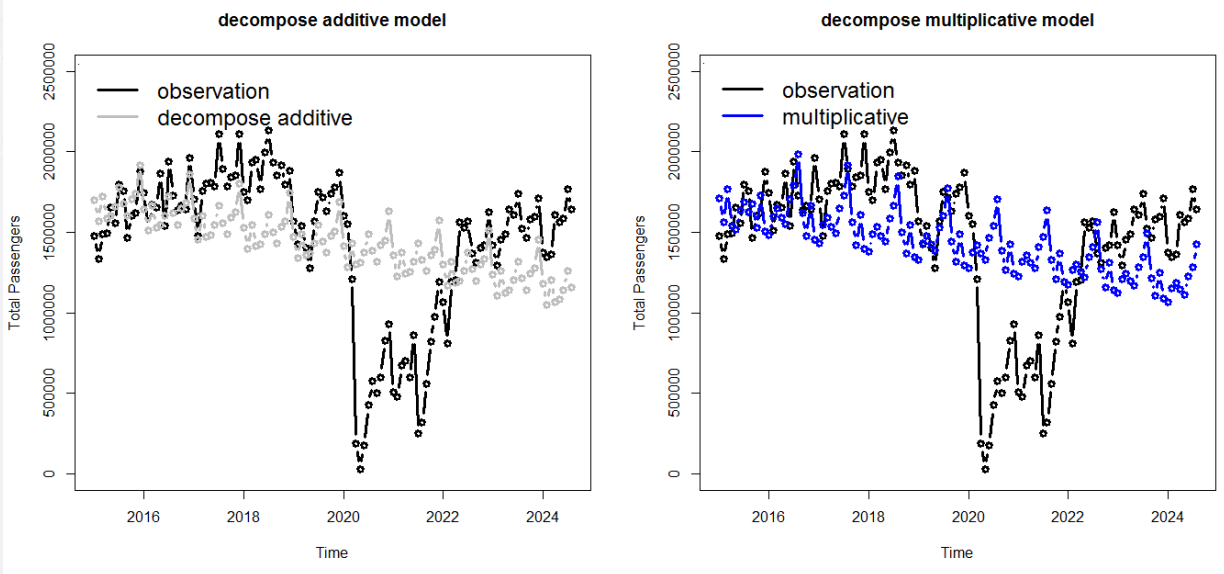 decompose additive model
2500000
2000000
1500000
1000000
500000
0
Total Passengers
observation
decompose additive
2016 2018 2020 2022 2024
Time
decompose multiplicative model
2500000
2000000
1500000
1000000
500000
0
Total Passengers
observation
multiplicative
2016 2018 2020 2022 2024
Time